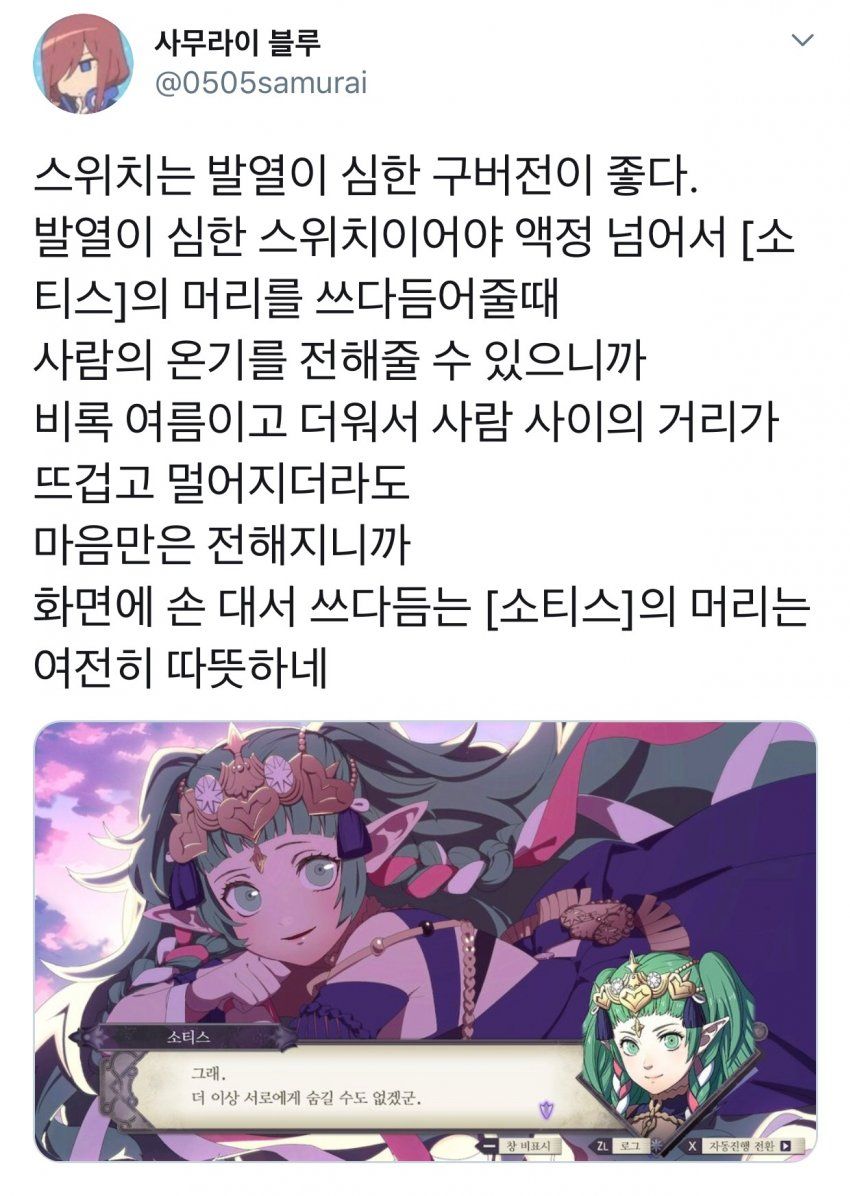 사무라이 블루
@0505samurai
스위치는 발열이 심한 구버전이 좋다.
발열이 심한 스위치이어야 액정 넘어서 [소
티스]의 머리를 쓰다듬어줄때
사람의 온기를 전해줄 수 있으니까
비록 여름이고 더워서 사람 사이의 거리가
뜨겁고 멀어지더라도
마음만은 전해지니까
화면에 손 대서 쓰다듬는 [소티스]의 머리는
여전히 따뜻하네
소티스
그래.
더 이상 서로에게 숨길 수도 없겠군.
창 비표시 ZL 로그 X 자동진행 전환